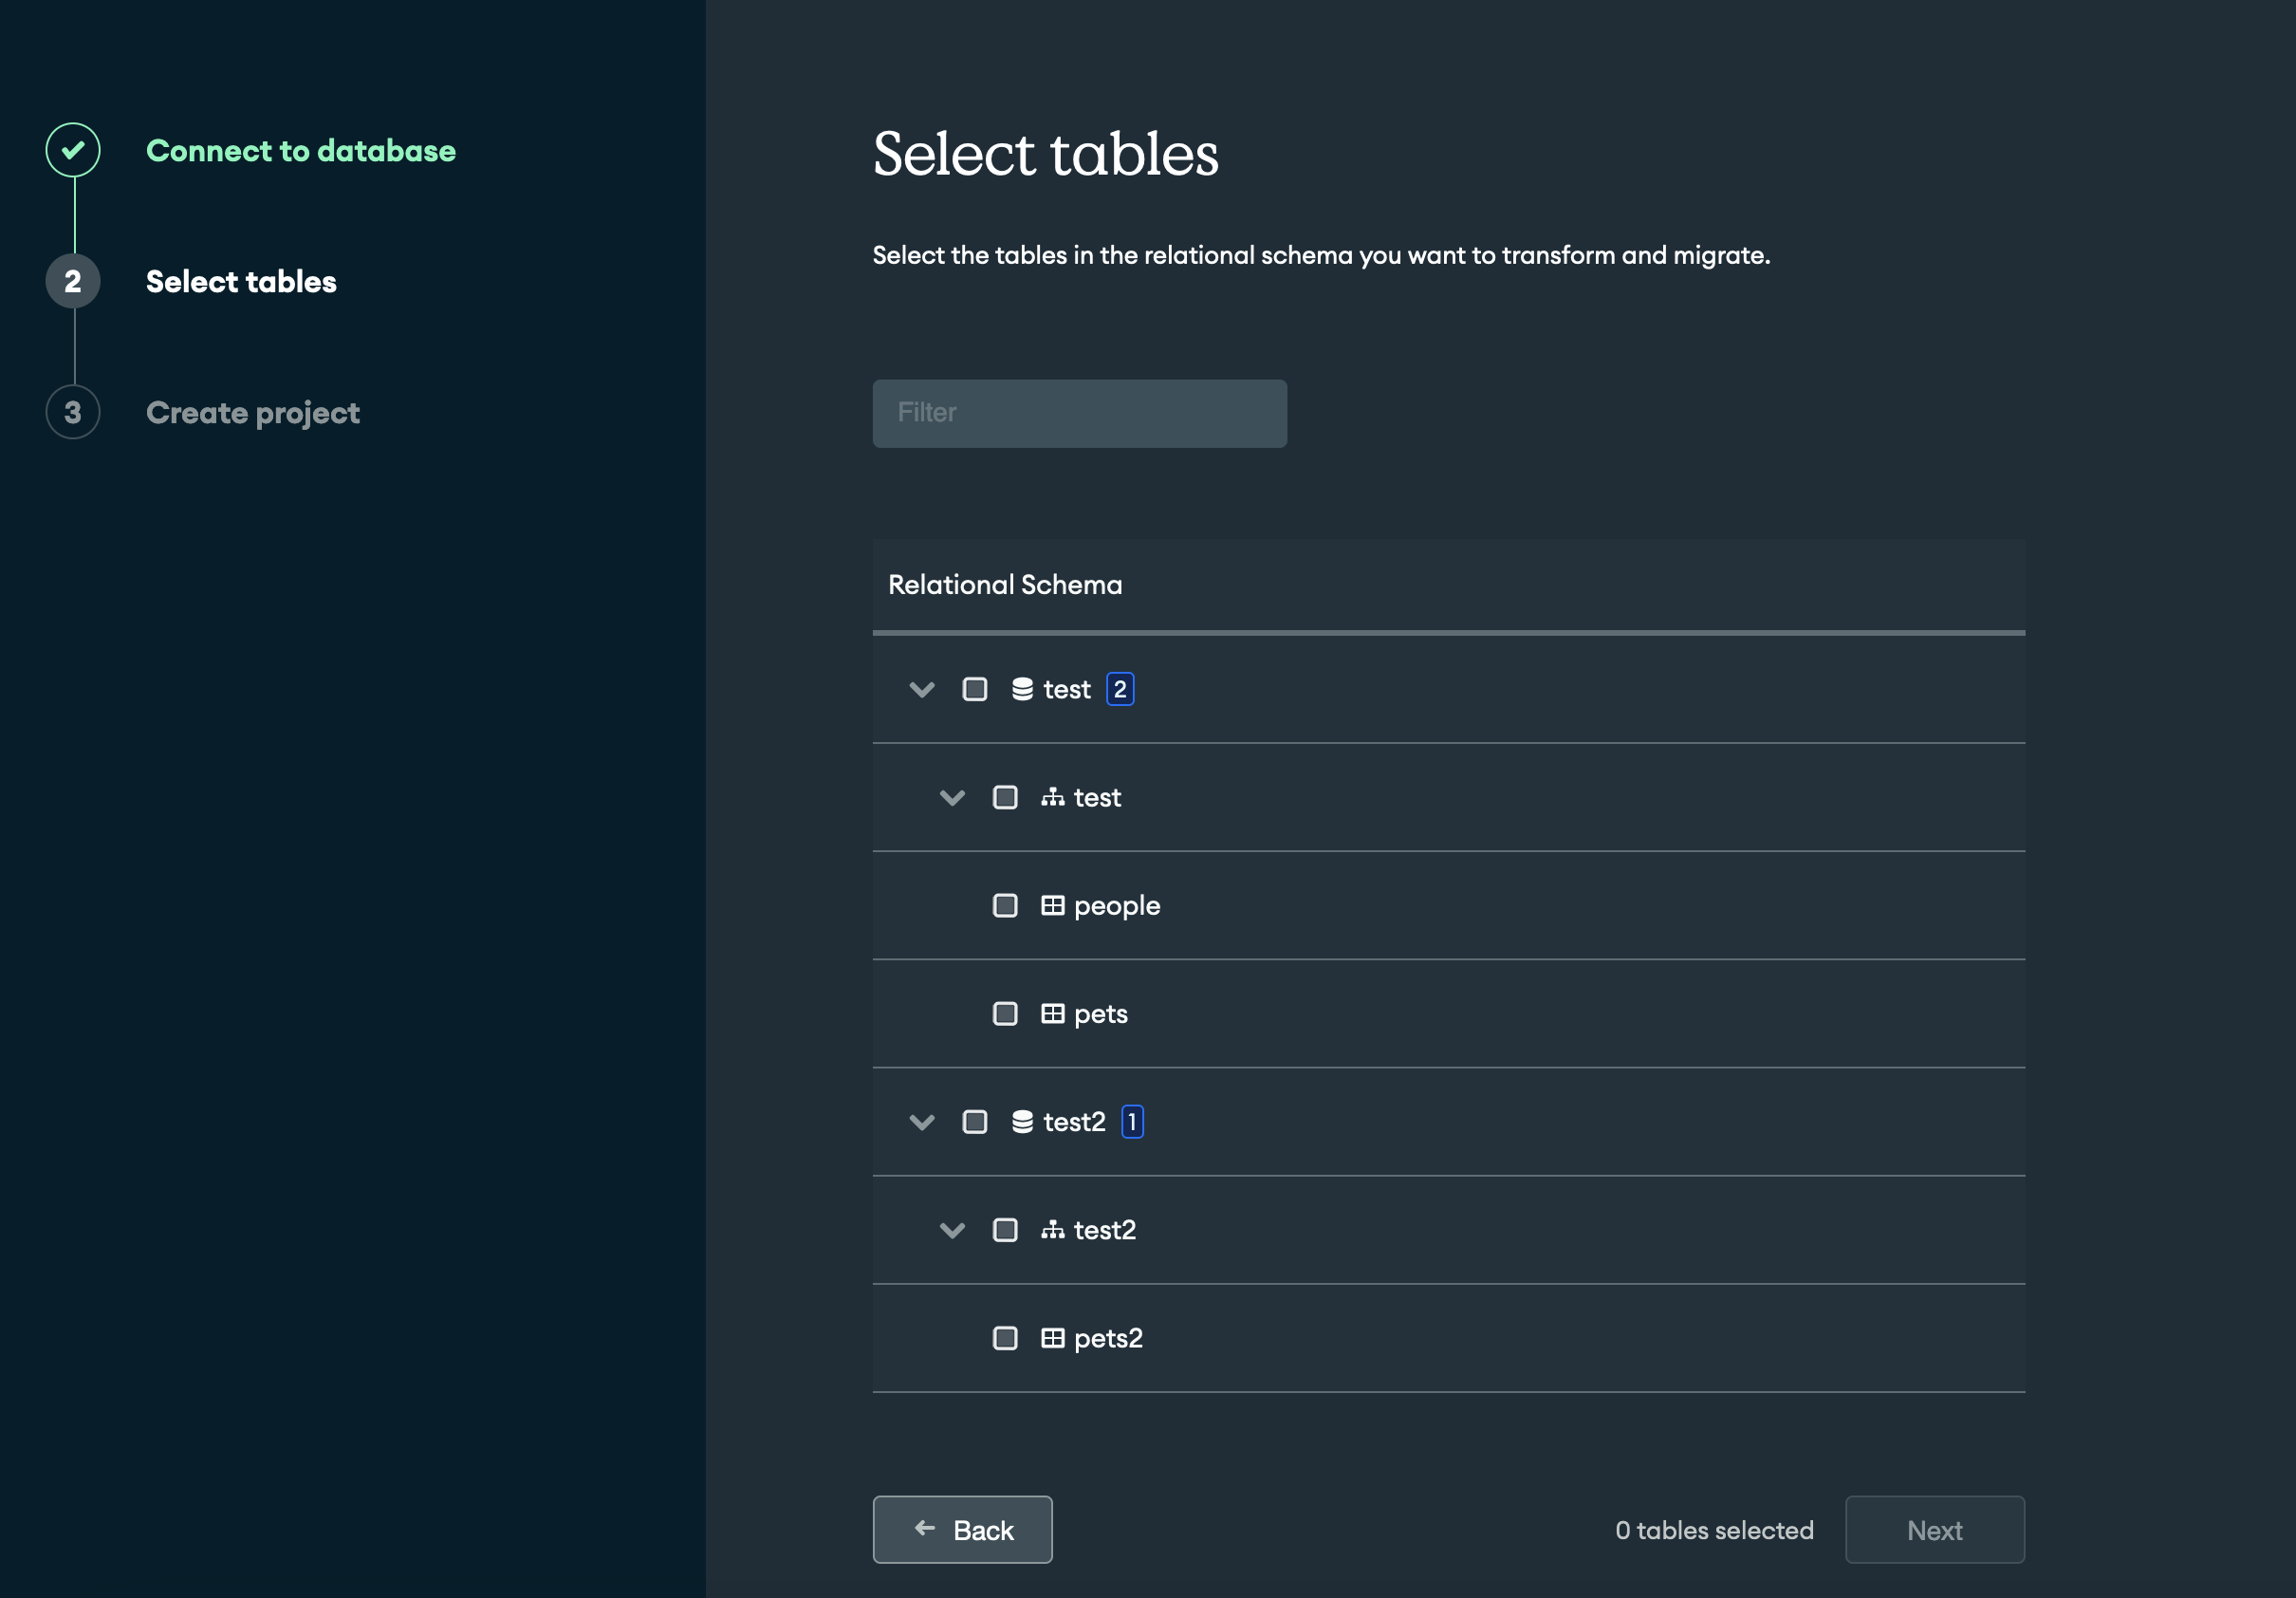 Connect to database
2 Select tables
3 Create project
Select tables
Select the tables in the relational schema you want to transform and migrate.
Filter
Relational Schema
test 2
test
people
pets
test2 1
test2
pets2
Back
0 tables selected
Next